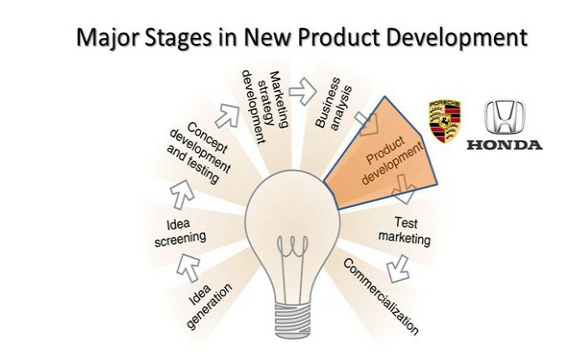 Major Stages in New Product Development
Idea
generation
Idea
screening
Concept
development
and testing
Marketing
strategy
development
Business
analysis
Product
development
Test
marketing
Commercialization
PORSCHE
HONDA